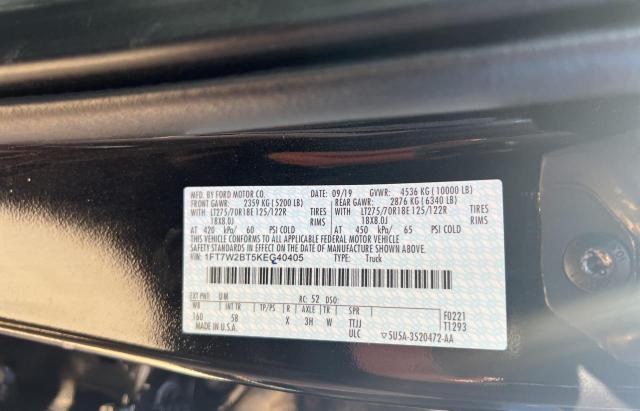 MFD. BY FORD MOTOR CO.
DATE: 09/19 GVWR: 4536 KG (10000 LB)
FRONT GAWR: 2359 KG (5200 LB) REAR GAWR: 2876 KG (6340 LB)
LT275/70R18E 125/122R TIRES LT275/70R18E 125/122R TIRES
18X8.0J RIMS 18X8.0J RIMS
AT 420 kPa/ 60 PSI COLD AT 450 kPa/ 65 PSI COLD
THIS VEHICLE CONFORMS TO ALL APPLICABLE FEDERAL MOTOR VEHICLE
SAFETY STANDARDS IN EFFECT ON THE DATE OF MANUFACTURE SHOWN ABOVE.
VIN: 1FT7W2BT5KEG40405 TYPE: Truck
EXT PNT: UM RC: 52 DSO:
WB INT TR TP/PS R AXLE TR SPR
160 5B X 3H W TTJJ F0221
MADE IN U.S.A. ULC T1293
▽5U5A-3520472-AA